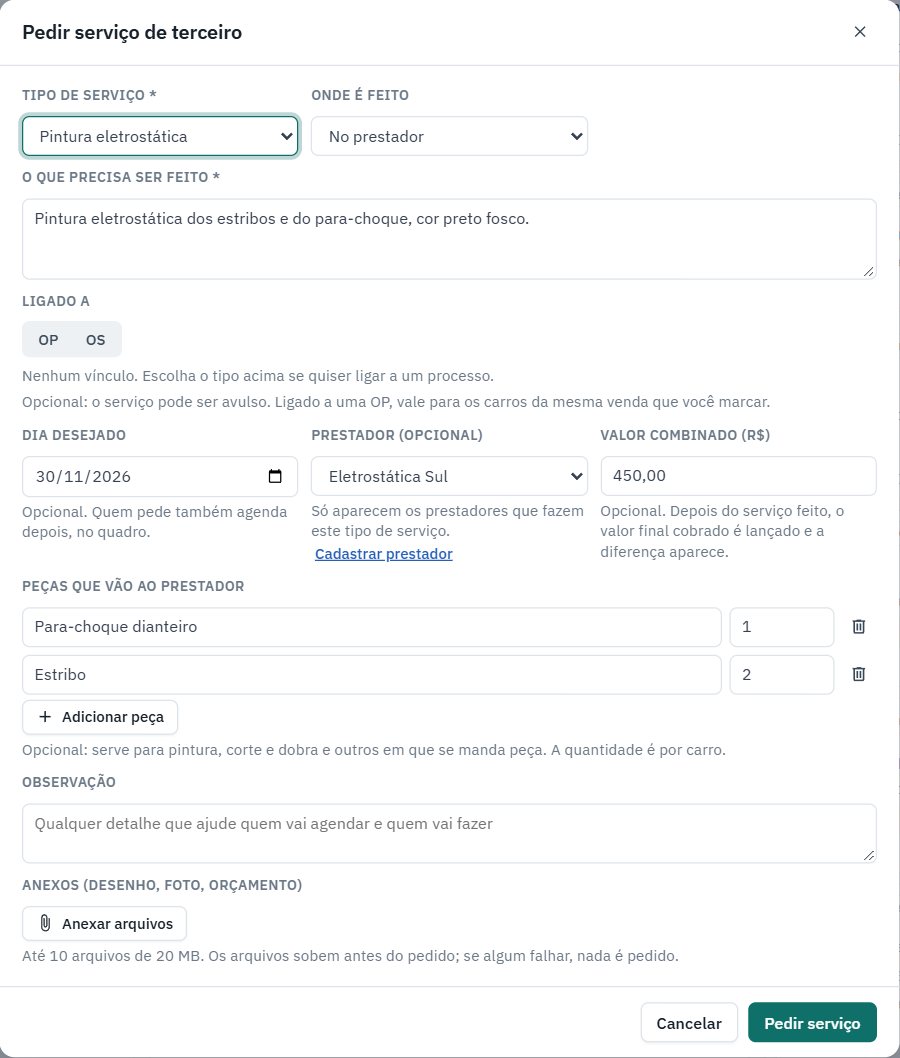 Pedir serviço de terceiro
TIPO DE SERVIÇO *
ONDE É FEITO
Pintura eletrostática
No prestador
O QUE PRECISA SER FEITO *
Pintura eletrostática dos estribos e do para-choque, cor preto fosco.
LIGADO A
OP OS
Nenhum vínculo. Escolha o tipo acima se quiser ligar a um processo.
Opcional: o serviço pode ser avulso. Ligado a uma OP, vale para os carros da mesma venda que você marcar.
DIA DESEJADO
30/11/2026
Opcional. Quem pede também agenda
depois, no quadro.
PRESTADOR (OPCIONAL)
Eletrostática Sul
Só aparecem os prestadores que fazem
este tipo de serviço.
Cadastrar prestador
VALOR COMBINADO (R$)
450,00
Opcional. Depois do serviço feito, o
valor final cobrado é lançado e a
diferença aparece.
PEÇAS QUE VÃO AO PRESTADOR
Para-choque dianteiro 1
Estribo 2
+ Adicionar peça
Opcional: serve para pintura, corte e dobra e outros em que se manda peça. A quantidade é por carro.
OBSERVAÇÃO
Qualquer detalhe que ajude quem vai agendar e quem vai fazer
ANEXOS (DESENHO, FOTO, ORÇAMENTO)
Anexar arquivos
Até 10 arquivos de 20 MB. Os arquivos sobem antes do pedido; se algum falhar, nada é pedido.
Cancelar
Pedir serviço